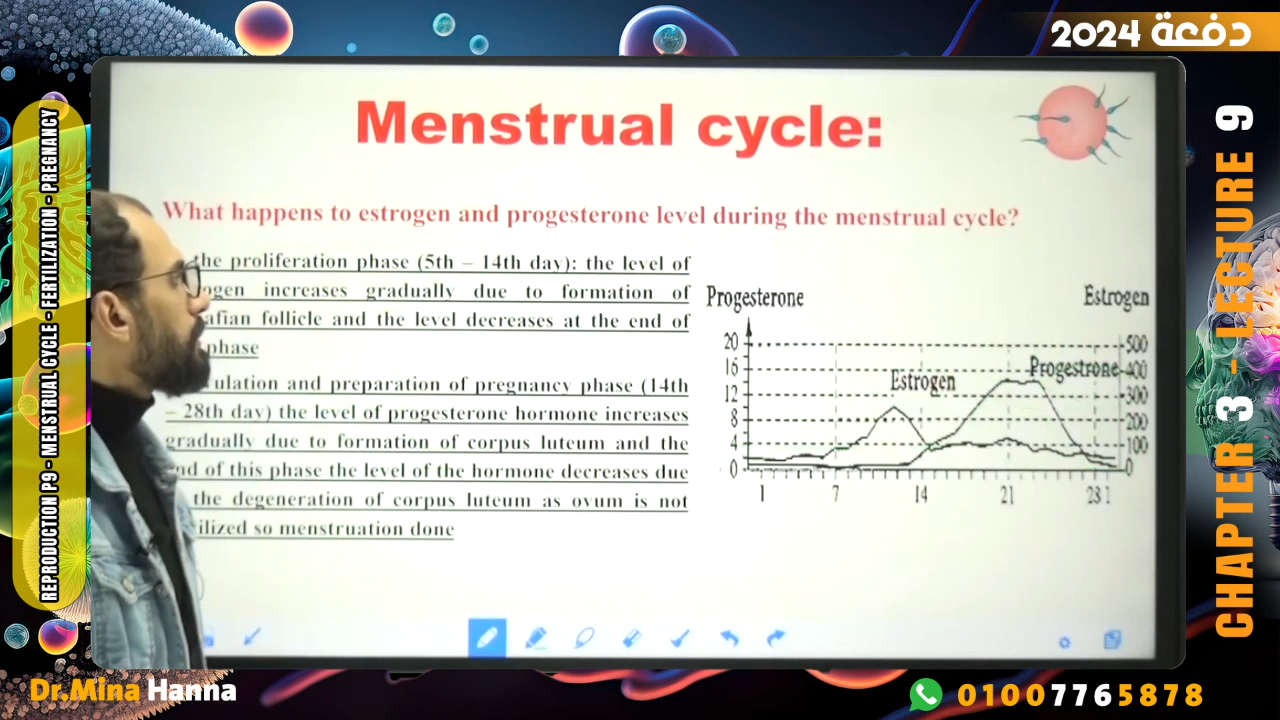 دفعة 2024
REPRODUCTION P9 - MENSTRUAL CYCLE - FERTILIZATION - PREGNANCY
CHAPTER 3 - LECTURE 9
Menstrual cycle:
What happens to estrogen and progesterone level during the menstrual cycle?
the proliferation phase (5th – 14th day): the level of
ogen increases gradually due to formation of
afian follicle and the level decreases at the end of
phase
ulation and preparation of pregnancy phase (14th
– 28th day) the level of progesterone hormone increases
gradually due to formation of corpus luteum and the
nd of this phase the level of the hormone decreases due
the degeneration of corpus luteum as ovum is not
ilized so menstruation done
Progesterone Estrogen
20 500
16 Progestrone 400
12 Estrogen 300
8 200
4 100
0 0
1 7 14 21 28 1
Dr.Mina Hanna
01007765878